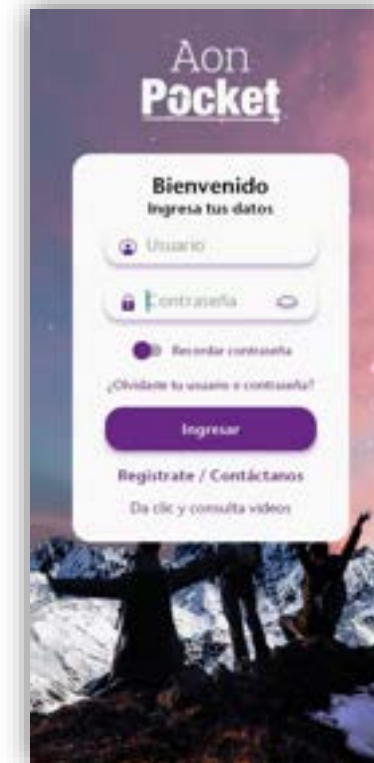 Aon
Pocket
Bienvenido
Ingresa tus datos
Usuario
Contraseña
Recordar contraseña
¿Olvidaste tu usuario o contraseña?
Ingresar
Regístrate / Contáctanos
Da clic y consulta videos